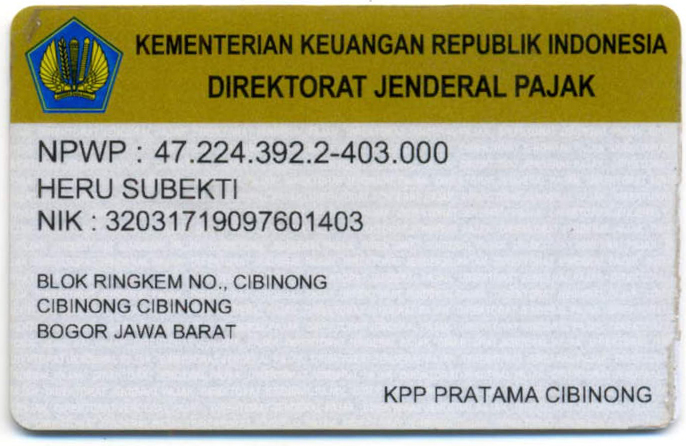 KEMENTERIAN KEUANGAN REPUBLIK INDONESIA
DIREKTORAT JENDERAL PAJAK
NPWP : 47.224.392.2-403.000
HERU SUBEKTI
NIK : 32031719097601403
BLOK RINGKEM NO., CIBINONG
CIBINONG CIBINONG
BOGOR JAWA BARAT
KPP PRATAMA CIBINONG